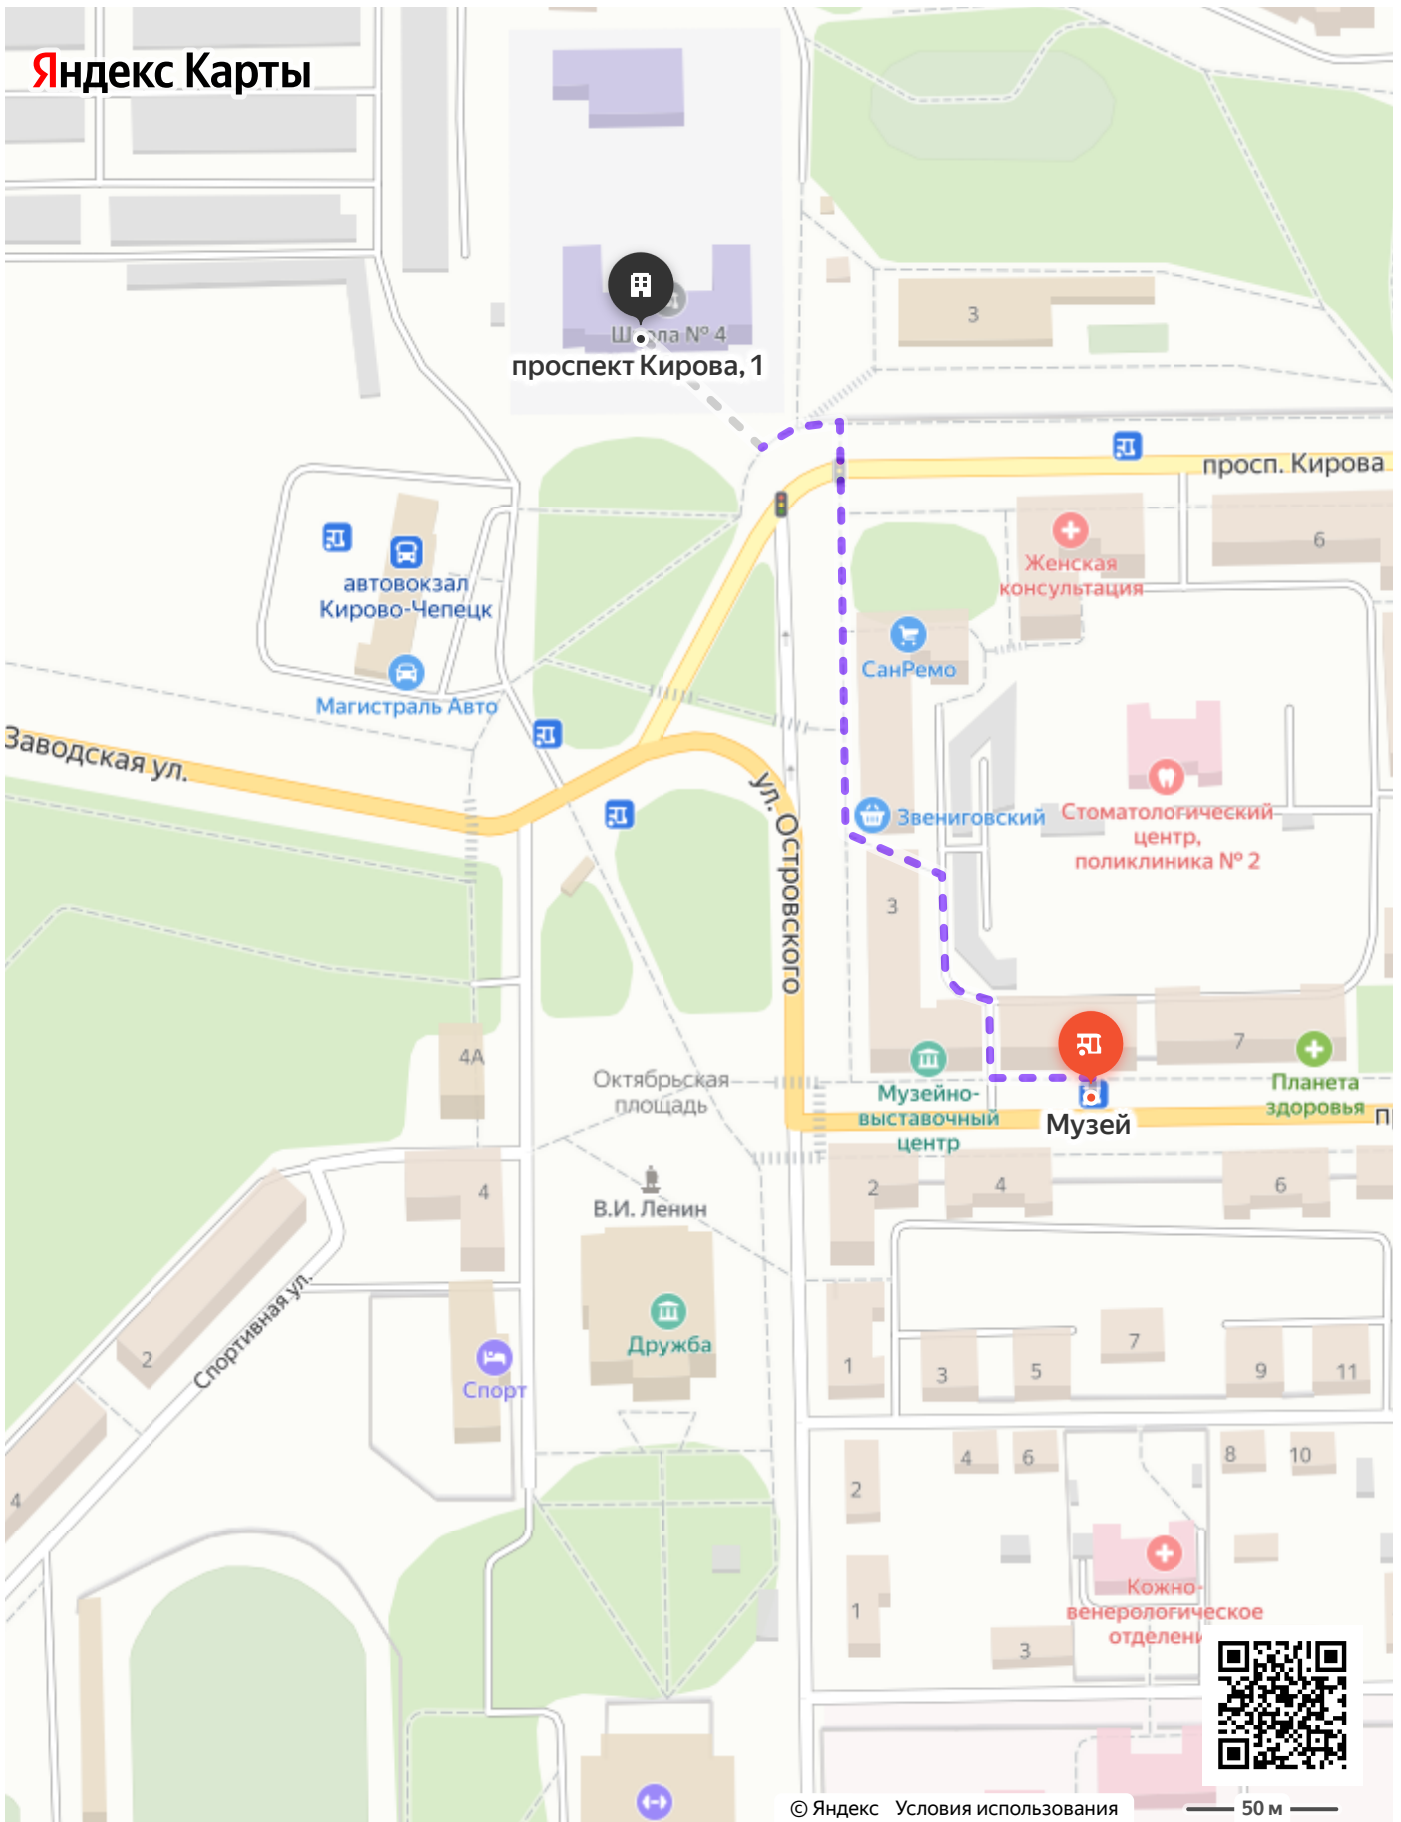 Яндекс Карты
3
Школа № 4
проспект Кирова, 1
просп. Кирова
6
Женская
консультация
автовокзал
Кирово-Чепецк
СанРемо
Магистраль Авто
Заводская ул.
ул. Островского
Звениговский
Стоматологический
центр,
поликлиника № 2
3
7
4А
Октябрьская
площадь
Музейно-
выставочный
центр
Музей
Планета
здоровья
2
4
6
4
В.И. Ленин
Спортивная ул.
2
Дружба
Спорт
1
3
5
7
9
11
4
2
4
6
8
10
1
3
Кожно-
венерологическое
© Яндекс Условия использования
50 м